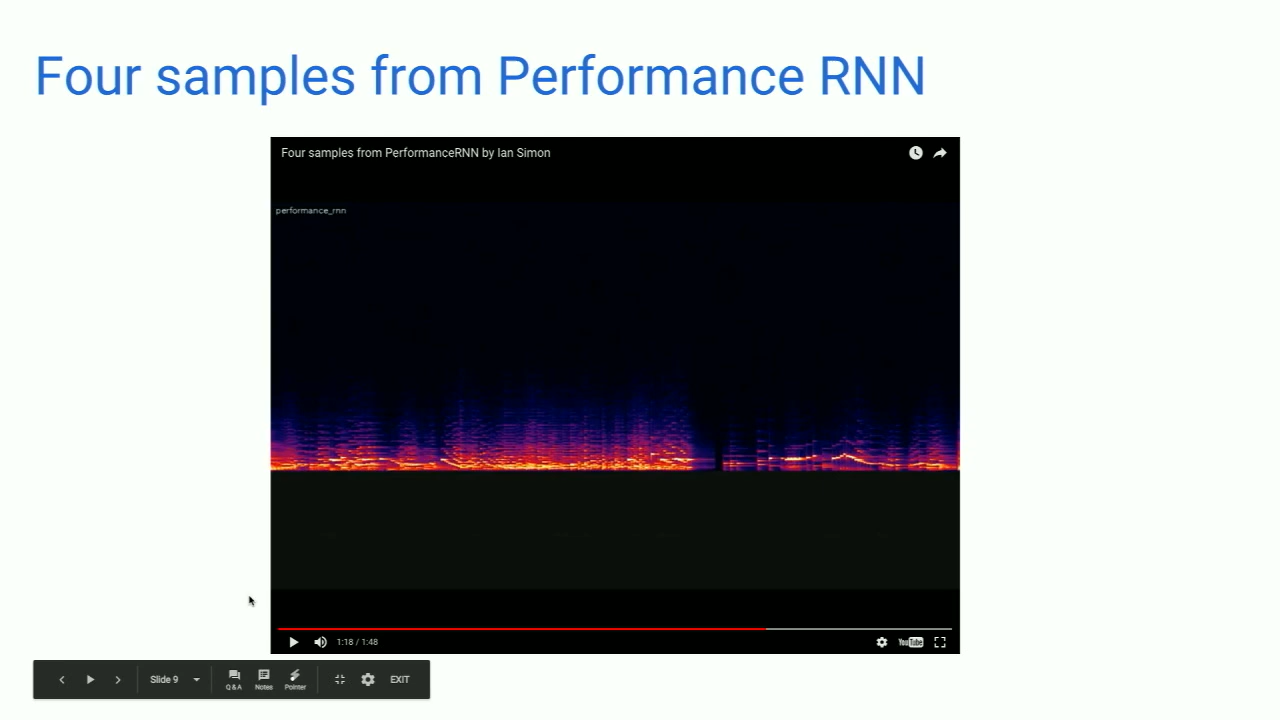 Four samples from Performance RNN
Four samples from PerformanceRNN by Ian Simon
performance_rnn
1:18 / 1:48
YouTube
Slide 9
Q & A
Notes
Pointer
EXIT